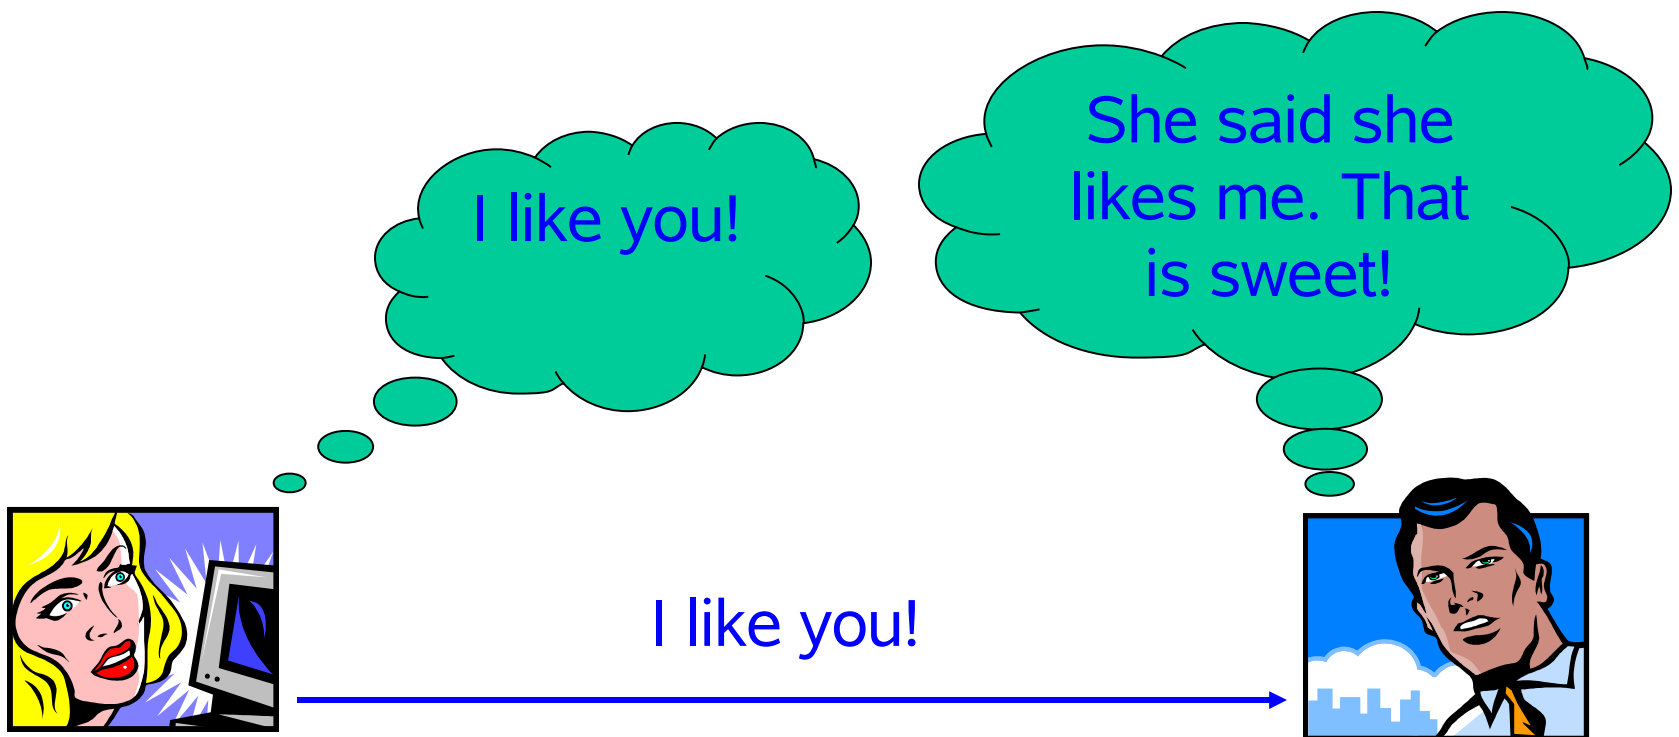 I like you!
She said she
likes me. That
is sweet!
I like you!